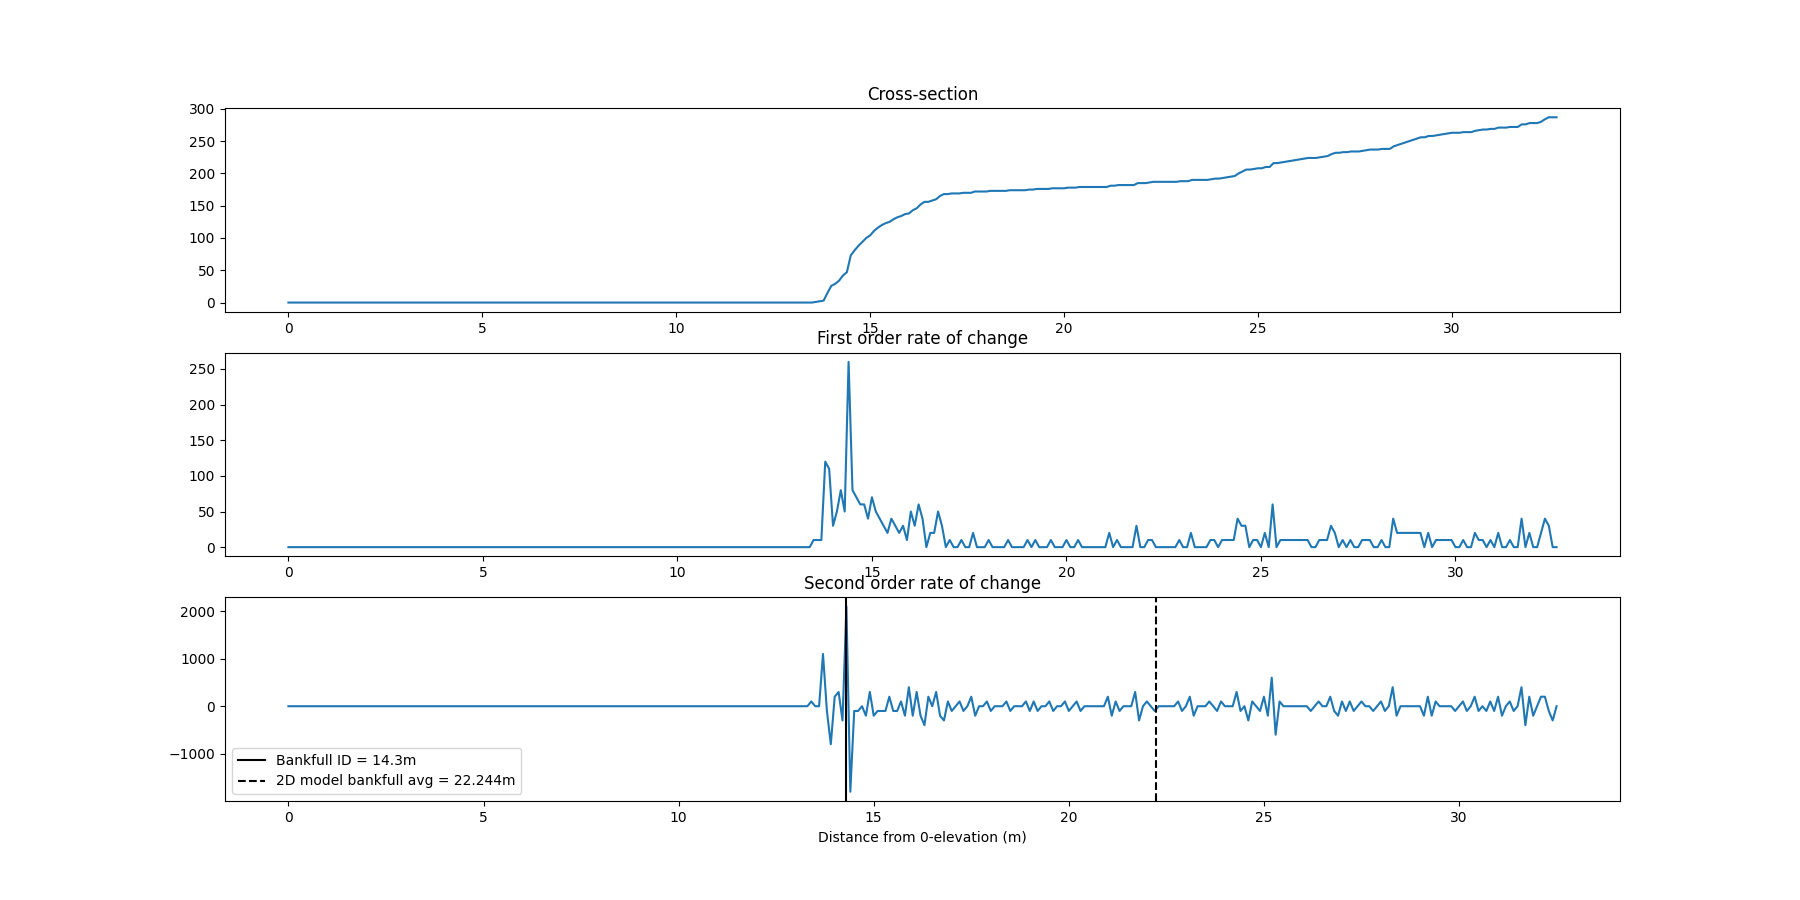 Cross-section
300
250
200
150
100
50
0
0 5 10 15 20 25 30
First order rate of change
250
200
150
100
50
0
0 5 10 15 20 25 30
Second order rate of change
2000
1000
0
−1000
Bankfull ID = 14.3m
2D model bankfull avg = 22.244m
0 5 10 15 20 25 30
Distance from 0-elevation (m)